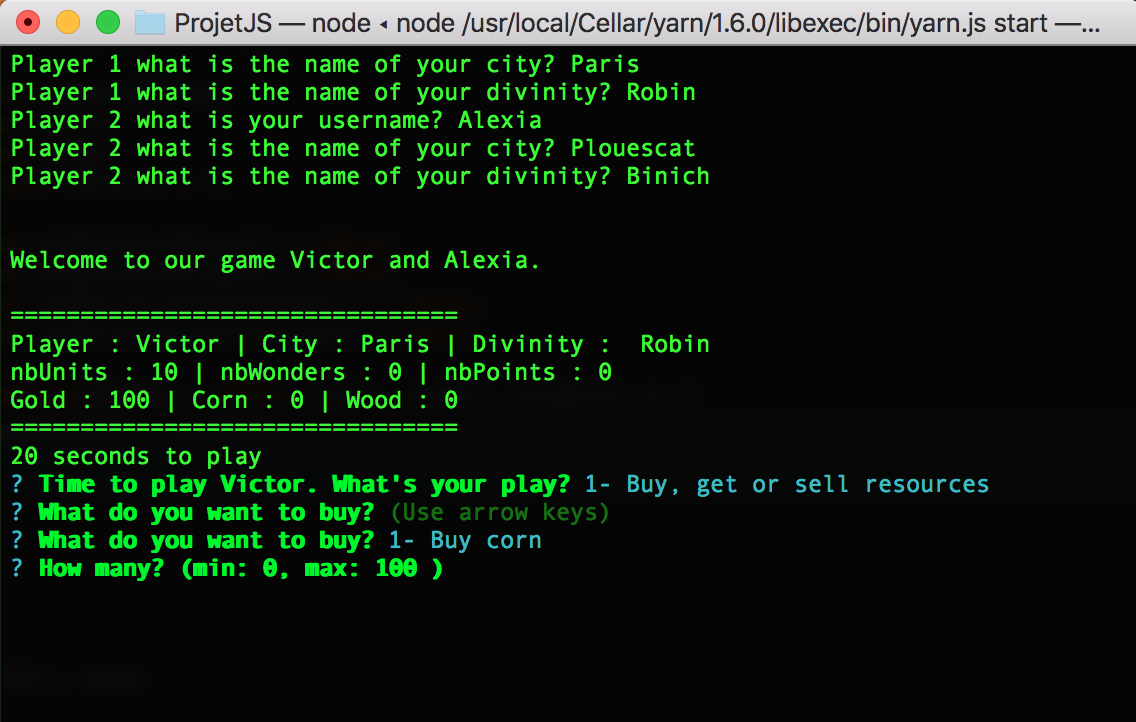 ProjetJS — node ◂ node /usr/local/Cellar/yarn/1.6.0/libexec/bin/yarn.js start —...
Player 1 what is the name of your city? Paris
Player 1 what is the name of your divinity? Robin
Player 2 what is your username? Alexia
Player 2 what is the name of your city? Plouescat
Player 2 what is the name of your divinity? Binich
Welcome to our game Victor and Alexia.
================================
Player : Victor | City : Paris | Divinity :  Robin
nbUnits : 10 | nbWonders : 0 | nbPoints : 0
Gold : 100 | Corn : 0 | Wood : 0
================================
20 seconds to play
? Time to play Victor. What's your play? 1- Buy, get or sell resources
? What do you want to buy? (Use arrow keys)
? What do you want to buy? 1- Buy corn
? How many? (min: 0, max: 100 )